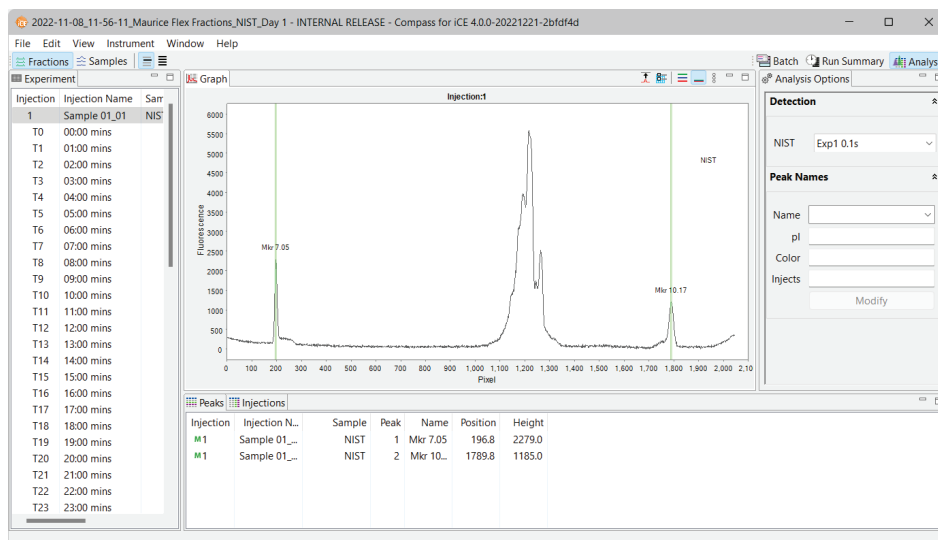 2022-11-08_11-56-11_Maurice Flex Fractions_NIST_Day 1 - INTERNAL RELEASE - Compass for iCE 4.0.0-20221221-2bfdf4d
File Edit View Instrument Window Help
Fractions Samples Batch Run Summary Analys
Experiment
Injection Injection Name Sam
1 Sample 01_01 NIS
T0 00:00 mins
T1 01:00 mins
T2 02:00 mins
T3 03:00 mins
T4 04:00 mins
T5 05:00 mins
T6 06:00 mins
T7 07:00 mins
T8 08:00 mins
T9 09:00 mins
T10 10:00 mins
T11 11:00 mins
T12 12:00 mins
T13 13:00 mins
T14 14:00 mins
T15 15:00 mins
T16 16:00 mins
T17 17:00 mins
T18 18:00 mins
T19 19:00 mins
T20 20:00 mins
T21 21:00 mins
T22 22:00 mins
T23 23:00 mins
Graph
Injection:1
Fluorescence
6000
5500
5000
4500
4000
3500
3000
2500
2000
1500
1000
500
0
NIST
Mkr 7.05
Mkr 10.17
0 100 200 300 400 500 600 700 800 900 1,000 1,100 1,200 1,300 1,400 1,500 1,600 1,700 1,800 1,900 2,000 2,10
Pixel
Peaks Injections
Injection Injection N... Sample Peak Name Position Height
M1 Sample 01_... NIST 1 Mkr 7.05 196.8 2279.0
M1 Sample 01_... NIST 2 Mkr 10... 1789.8 1185.0
Analysis Options
Detection
NIST Exp1 0.1s
Peak Names
Name
pI
Color
Injects
Modify